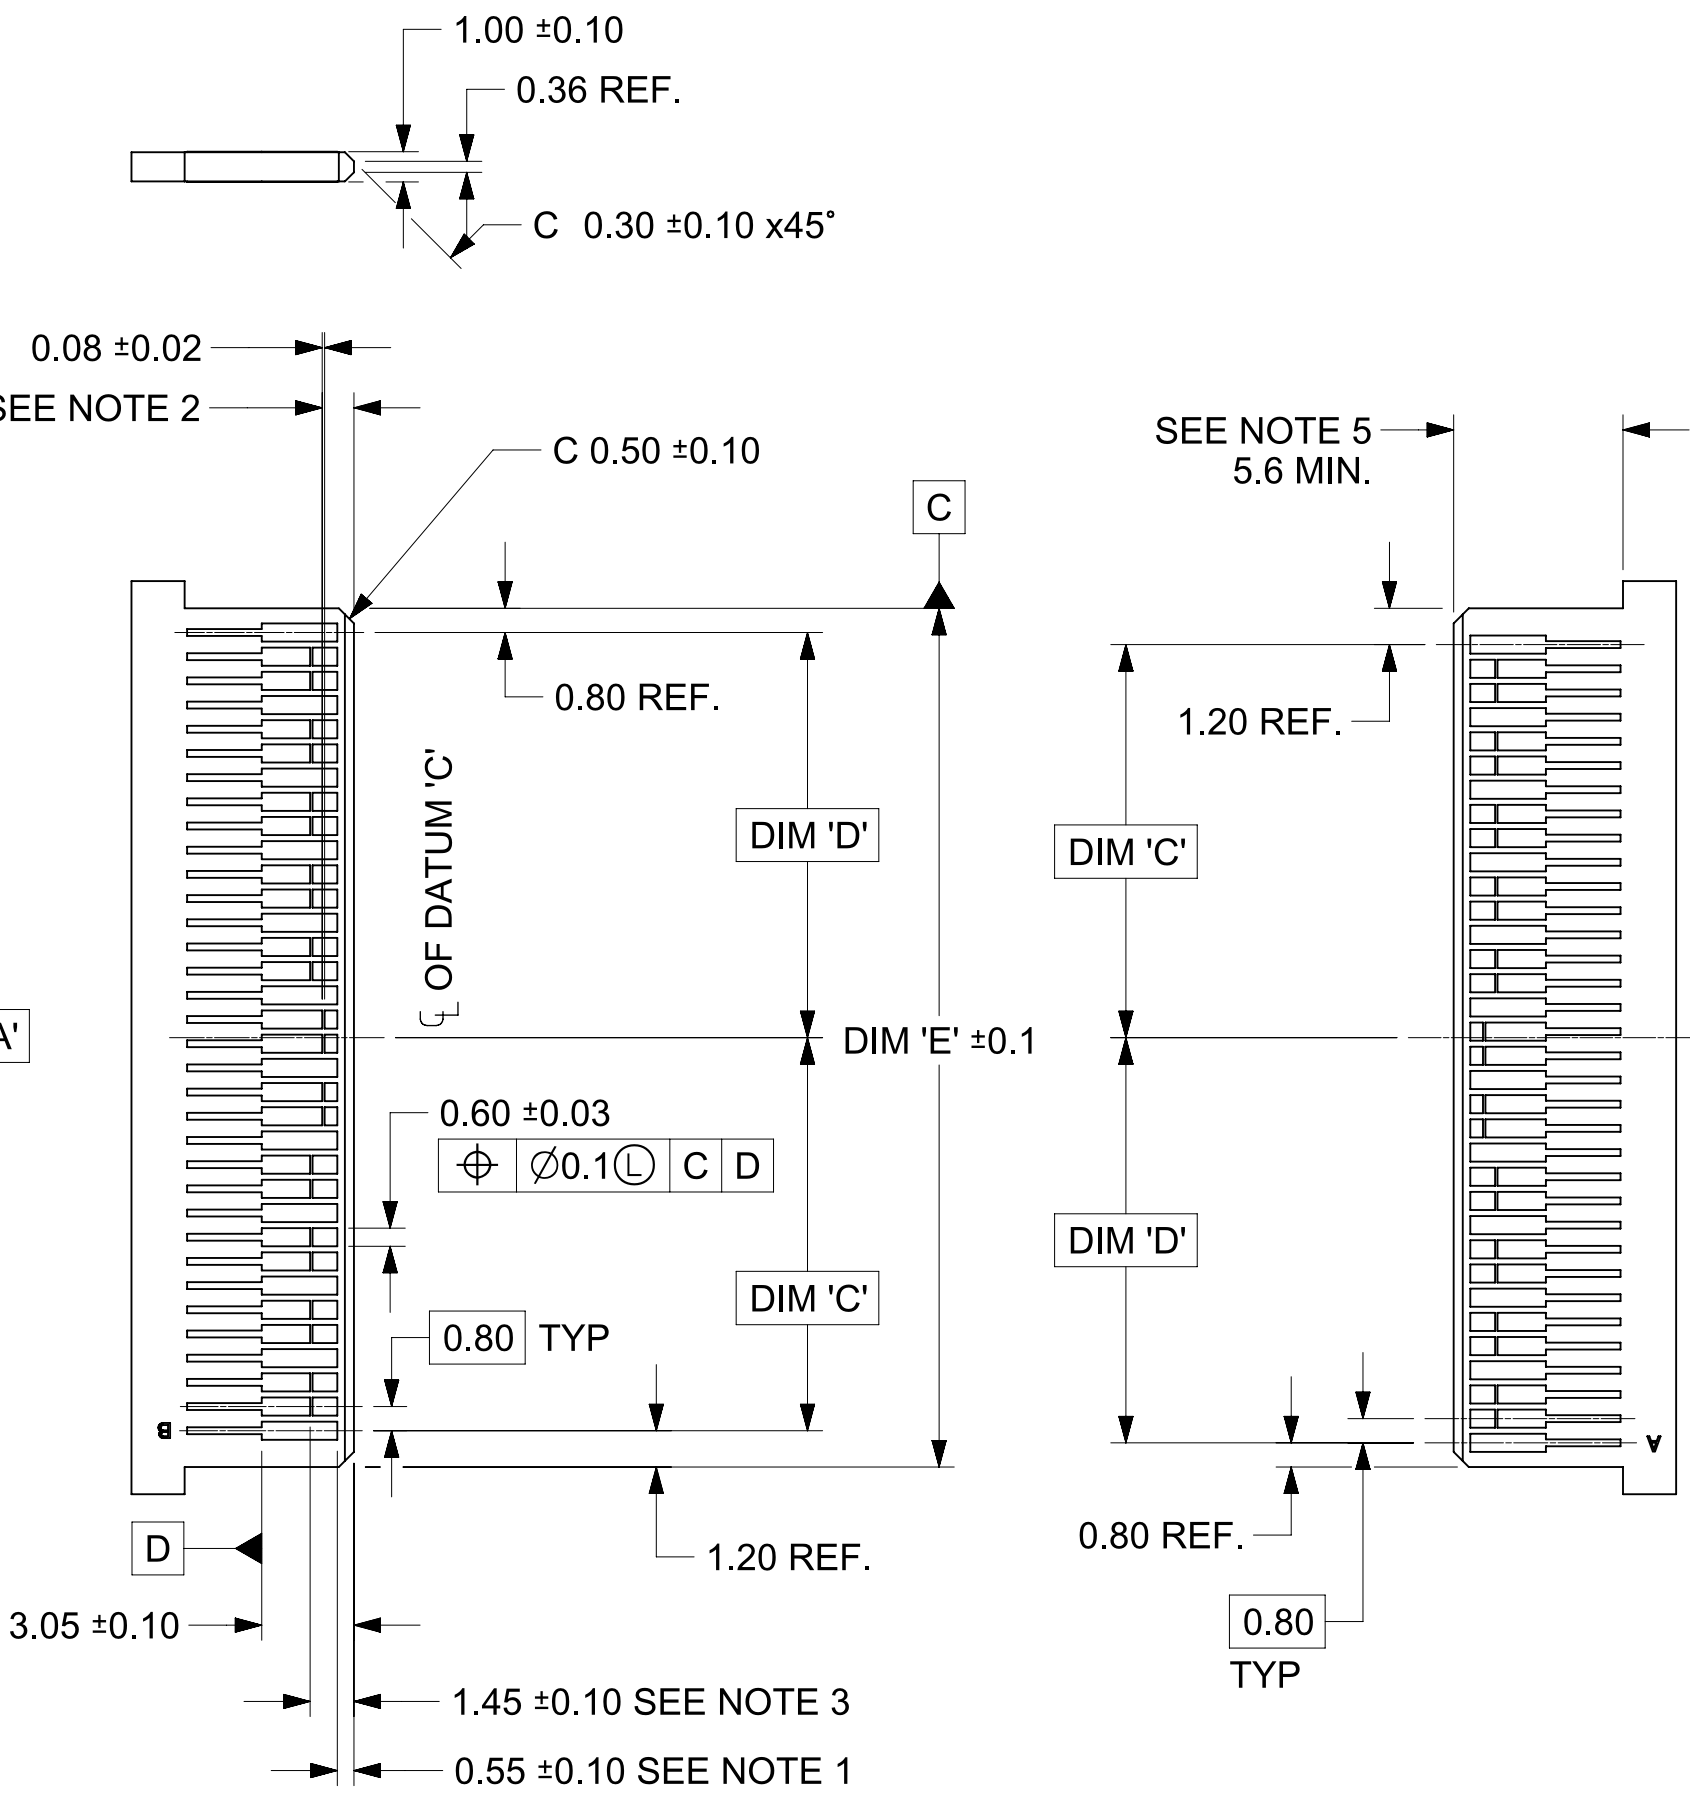 1.00 ±0.10
0.36 REF.
C 0.30 ±0.10 x45°
0.08 ±0.02
SEE NOTE 2
C 0.50 ±0.10
SEE NOTE 5
5.6 MIN.
C
0.80 REF.
1.20 REF.
OF DATUM 'C'
DIM 'D'
DIM 'C'
A'
DIM 'E' ±0.1
0.60 ±0.03
⌖ ∅0.1Ⓛ C D
DIM 'D'
DIM 'C'
0.80 TYP
B
A
D
1.20 REF.
0.80 REF.
3.05 ±0.10
0.80
TYP
1.45 ±0.10 SEE NOTE 3
0.55 ±0.10 SEE NOTE 1